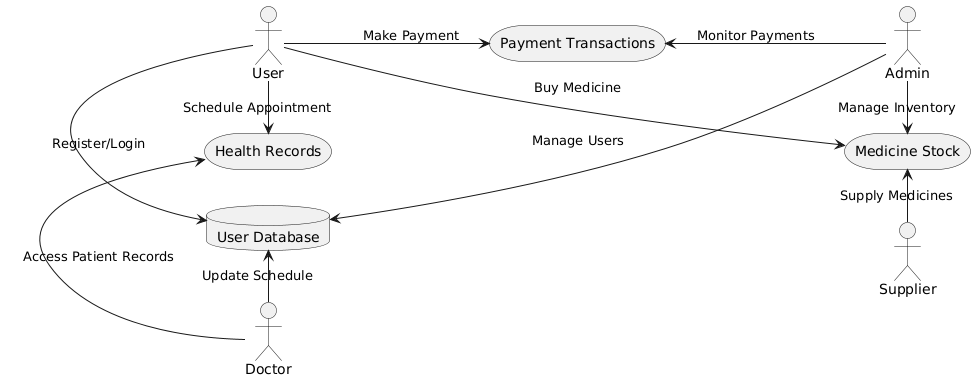 Make Payment
Payment Transactions
Monitor Payments
User
Admin
Buy Medicine
Schedule Appointment
Manage Inventory
Register/Login
Manage Users
Health Records
Medicine Stock
Supply Medicines
User Database
Access Patient Records
Update Schedule
Supplier
Doctor